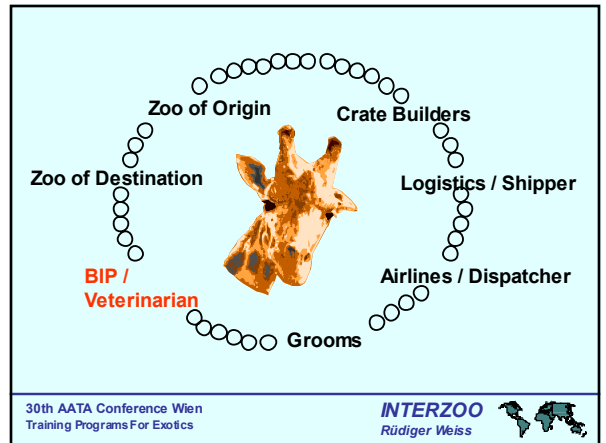 Zoo of Origin
Crate Builders
Zoo of Destination
Logistics / Shipper
BIP /
Veterinarian
Airlines / Dispatcher
Grooms
30th AATA Conference Wien
Training Programs For Exotics
INTERZOO
Rüdiger Weiss